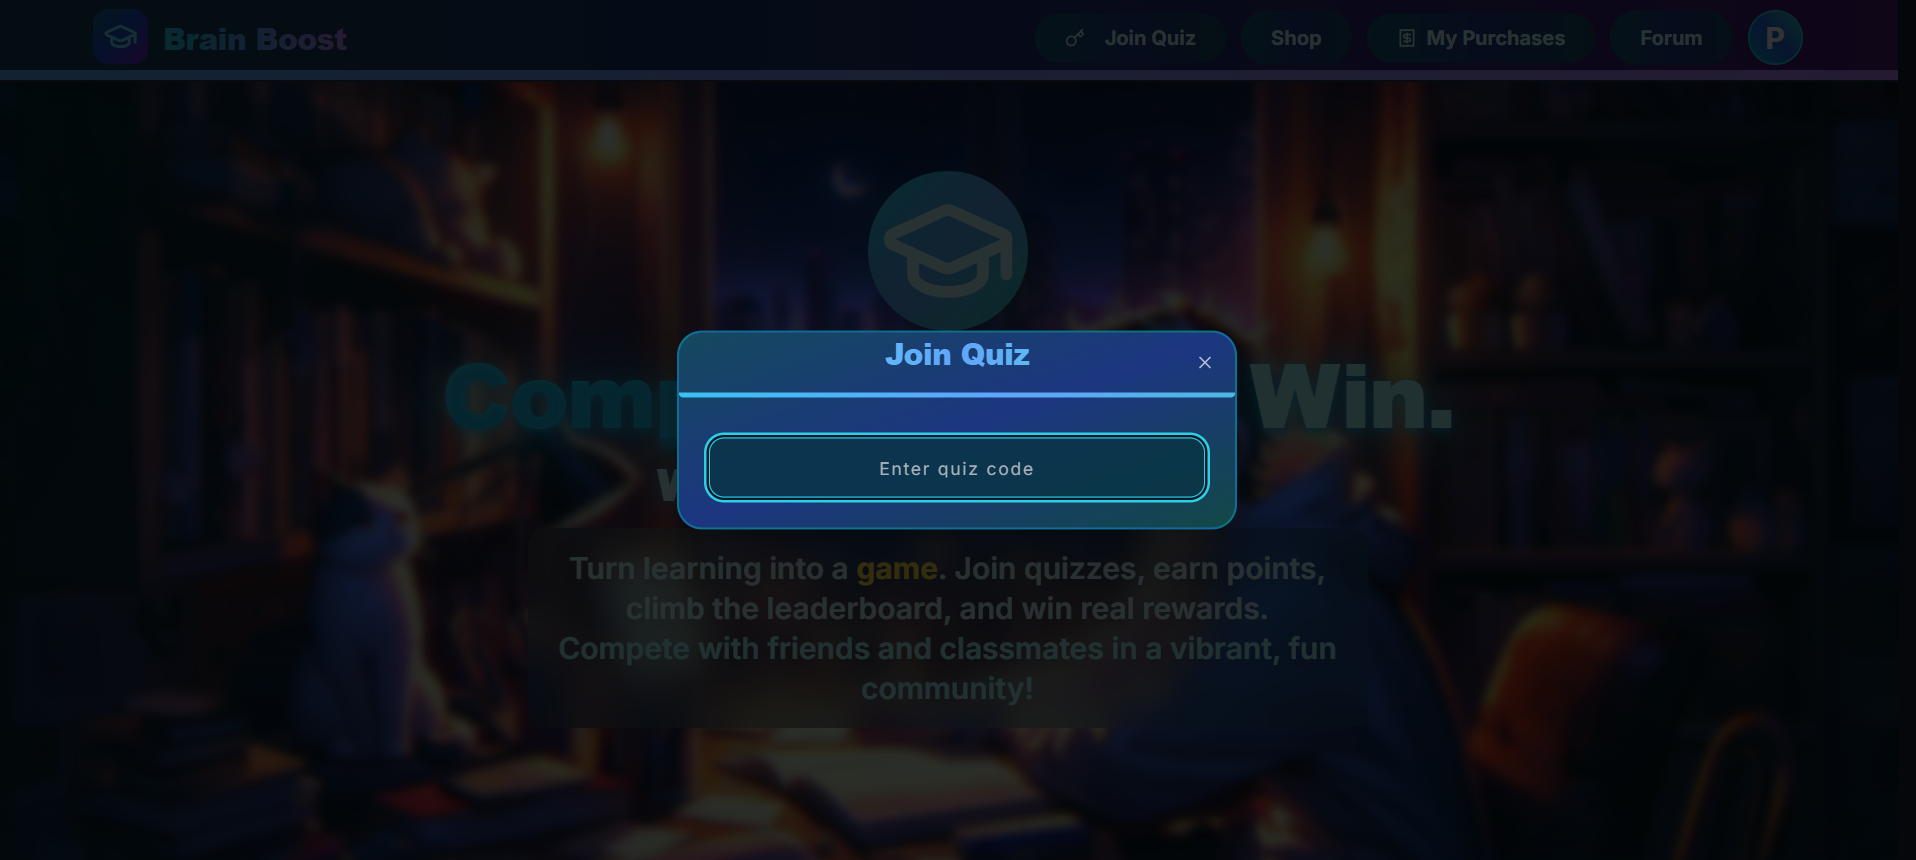 Brain Boost
Join Quiz
Shop
My Purchases
Forum
P
Join Quiz
Win.
Enter quiz code
Turn learning into a game. Join quizzes, earn points,
climb the leaderboard, and win real rewards.
Compete with friends and classmates in a vibrant, fun
community!